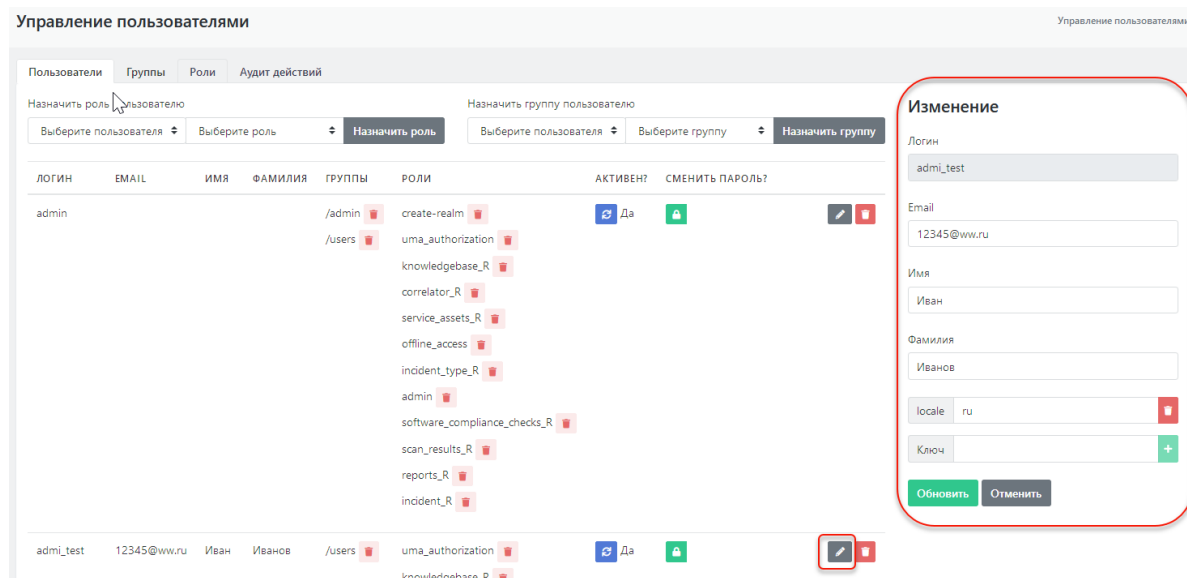 Управление пользователями
Управление пользователями
Пользователи Группы Роли Аудит действий
Назначить роль пользователю Назначить группу пользователю
Выберите пользователя Выберите роль Назначить роль Выберите пользователя Выберите группу Назначить группу
ЛОГИН EMAIL ИМЯ ФАМИЛИЯ ГРУППЫ РОЛИ АКТИВЕН? СМЕНИТЬ ПАРОЛЬ?
admin /admin create-realm Да
/users uma_authorization
knowledgebase_R
correlator_R
service_assets_R
offline_access
incident_type_R
admin
software_compliance_checks_R
scan_results_R
reports_R
incident_R
admi_test 12345@ww.ru Иван Иванов /users uma_authorization Да
knowledgebase_R
Изменение
Логин
admi_test
Email
12345@ww.ru
Имя
Иван
Фамилия
Иванов
locale ru
Ключ
Обновить Отменить